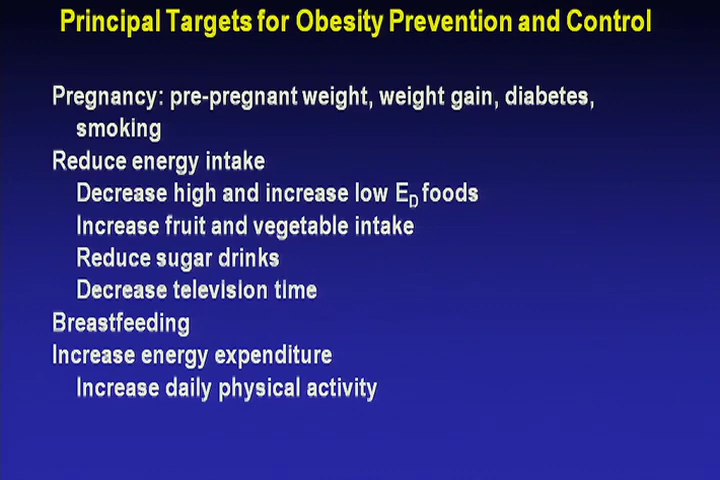 Principal Targets for Obesity Prevention and Control
Pregnancy: pre-pregnant weight, weight gain, diabetes,
smoking
Reduce energy intake
Decrease high and increase low E_D foods
Increase fruit and vegetable intake
Reduce sugar drinks
Decrease television time
Breastfeeding
Increase energy expenditure
Increase daily physical activity